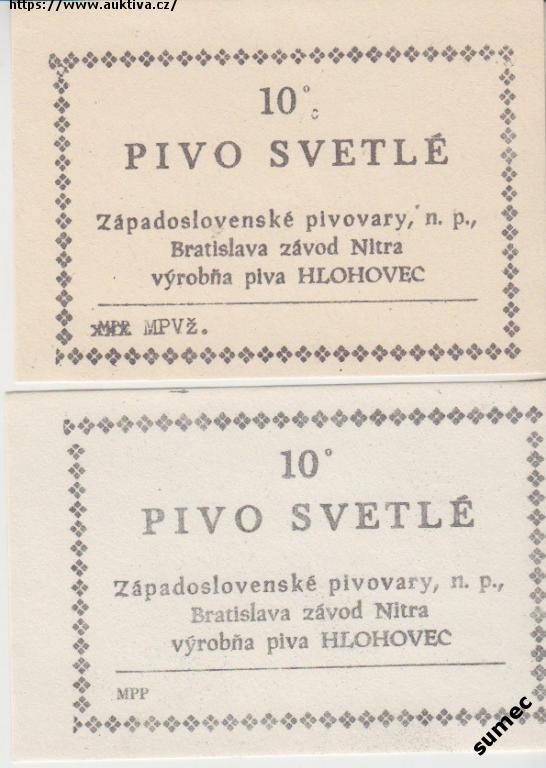 https://www.auktiva.cz/
10°
PIVO SVETLÉ
Západoslovenské pivovary, n. p.,
Bratislava závod Nitra
výrobňa piva HLOHOVEC
MPP MPVž.
10°
PIVO SVETLÉ
Západoslovenské pivovary, n. p.,
Bratislava závod Nitra
výrobňa piva HLOHOVEC
MPP
sumec